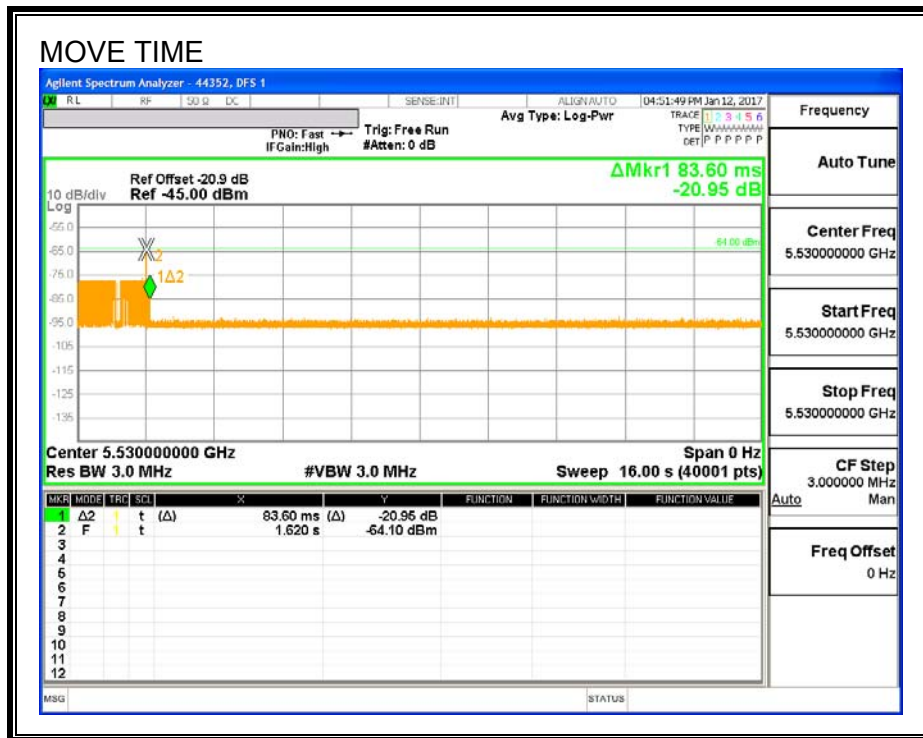 MOVE TIME
Agilent Spectrum Analyzer - 44352, DFS 1
RL RF 50 Ω DC SENSE:INT ALIGN AUTO 04:51:49 PM Jan 12, 2017
PNO: Fast IFGain:High
Trig: Free Run
#Atten: 0 dB
Avg Type: Log-Pwr
TRACE 1 2 3 4 5 6
TYPE
DET P P P P P P
ΔMkr1 83.60 ms
-20.95 dB
Ref Offset -20.9 dB
10 dB/div Ref -45.00 dBm
Log
-55.0
-65.0
-75.0
-85.0
-95.0
-105
-115
-125
-135
2
1Δ2
-64.00 dBm
Center 5.530000000 GHz Span 0 Hz
Res BW 3.0 MHz #VBW 3.0 MHz Sweep 16.00 s (40001 pts)
MKR MODE TRC SCL X Y FUNCTION FUNCTION WIDTH FUNCTION VALUE
1 Δ2 1 t (Δ) 83.60 ms (Δ) -20.95 dB
2 F 1 t 1.620 s -64.10 dBm
3
4
5
6
7
8
9
10
11
12
MSG STATUS
Frequency
Auto Tune
Center Freq
5.530000000 GHz
Start Freq
5.530000000 GHz
Stop Freq
5.530000000 GHz
CF Step
3.000000 MHz
Auto Man
Freq Offset
0 Hz